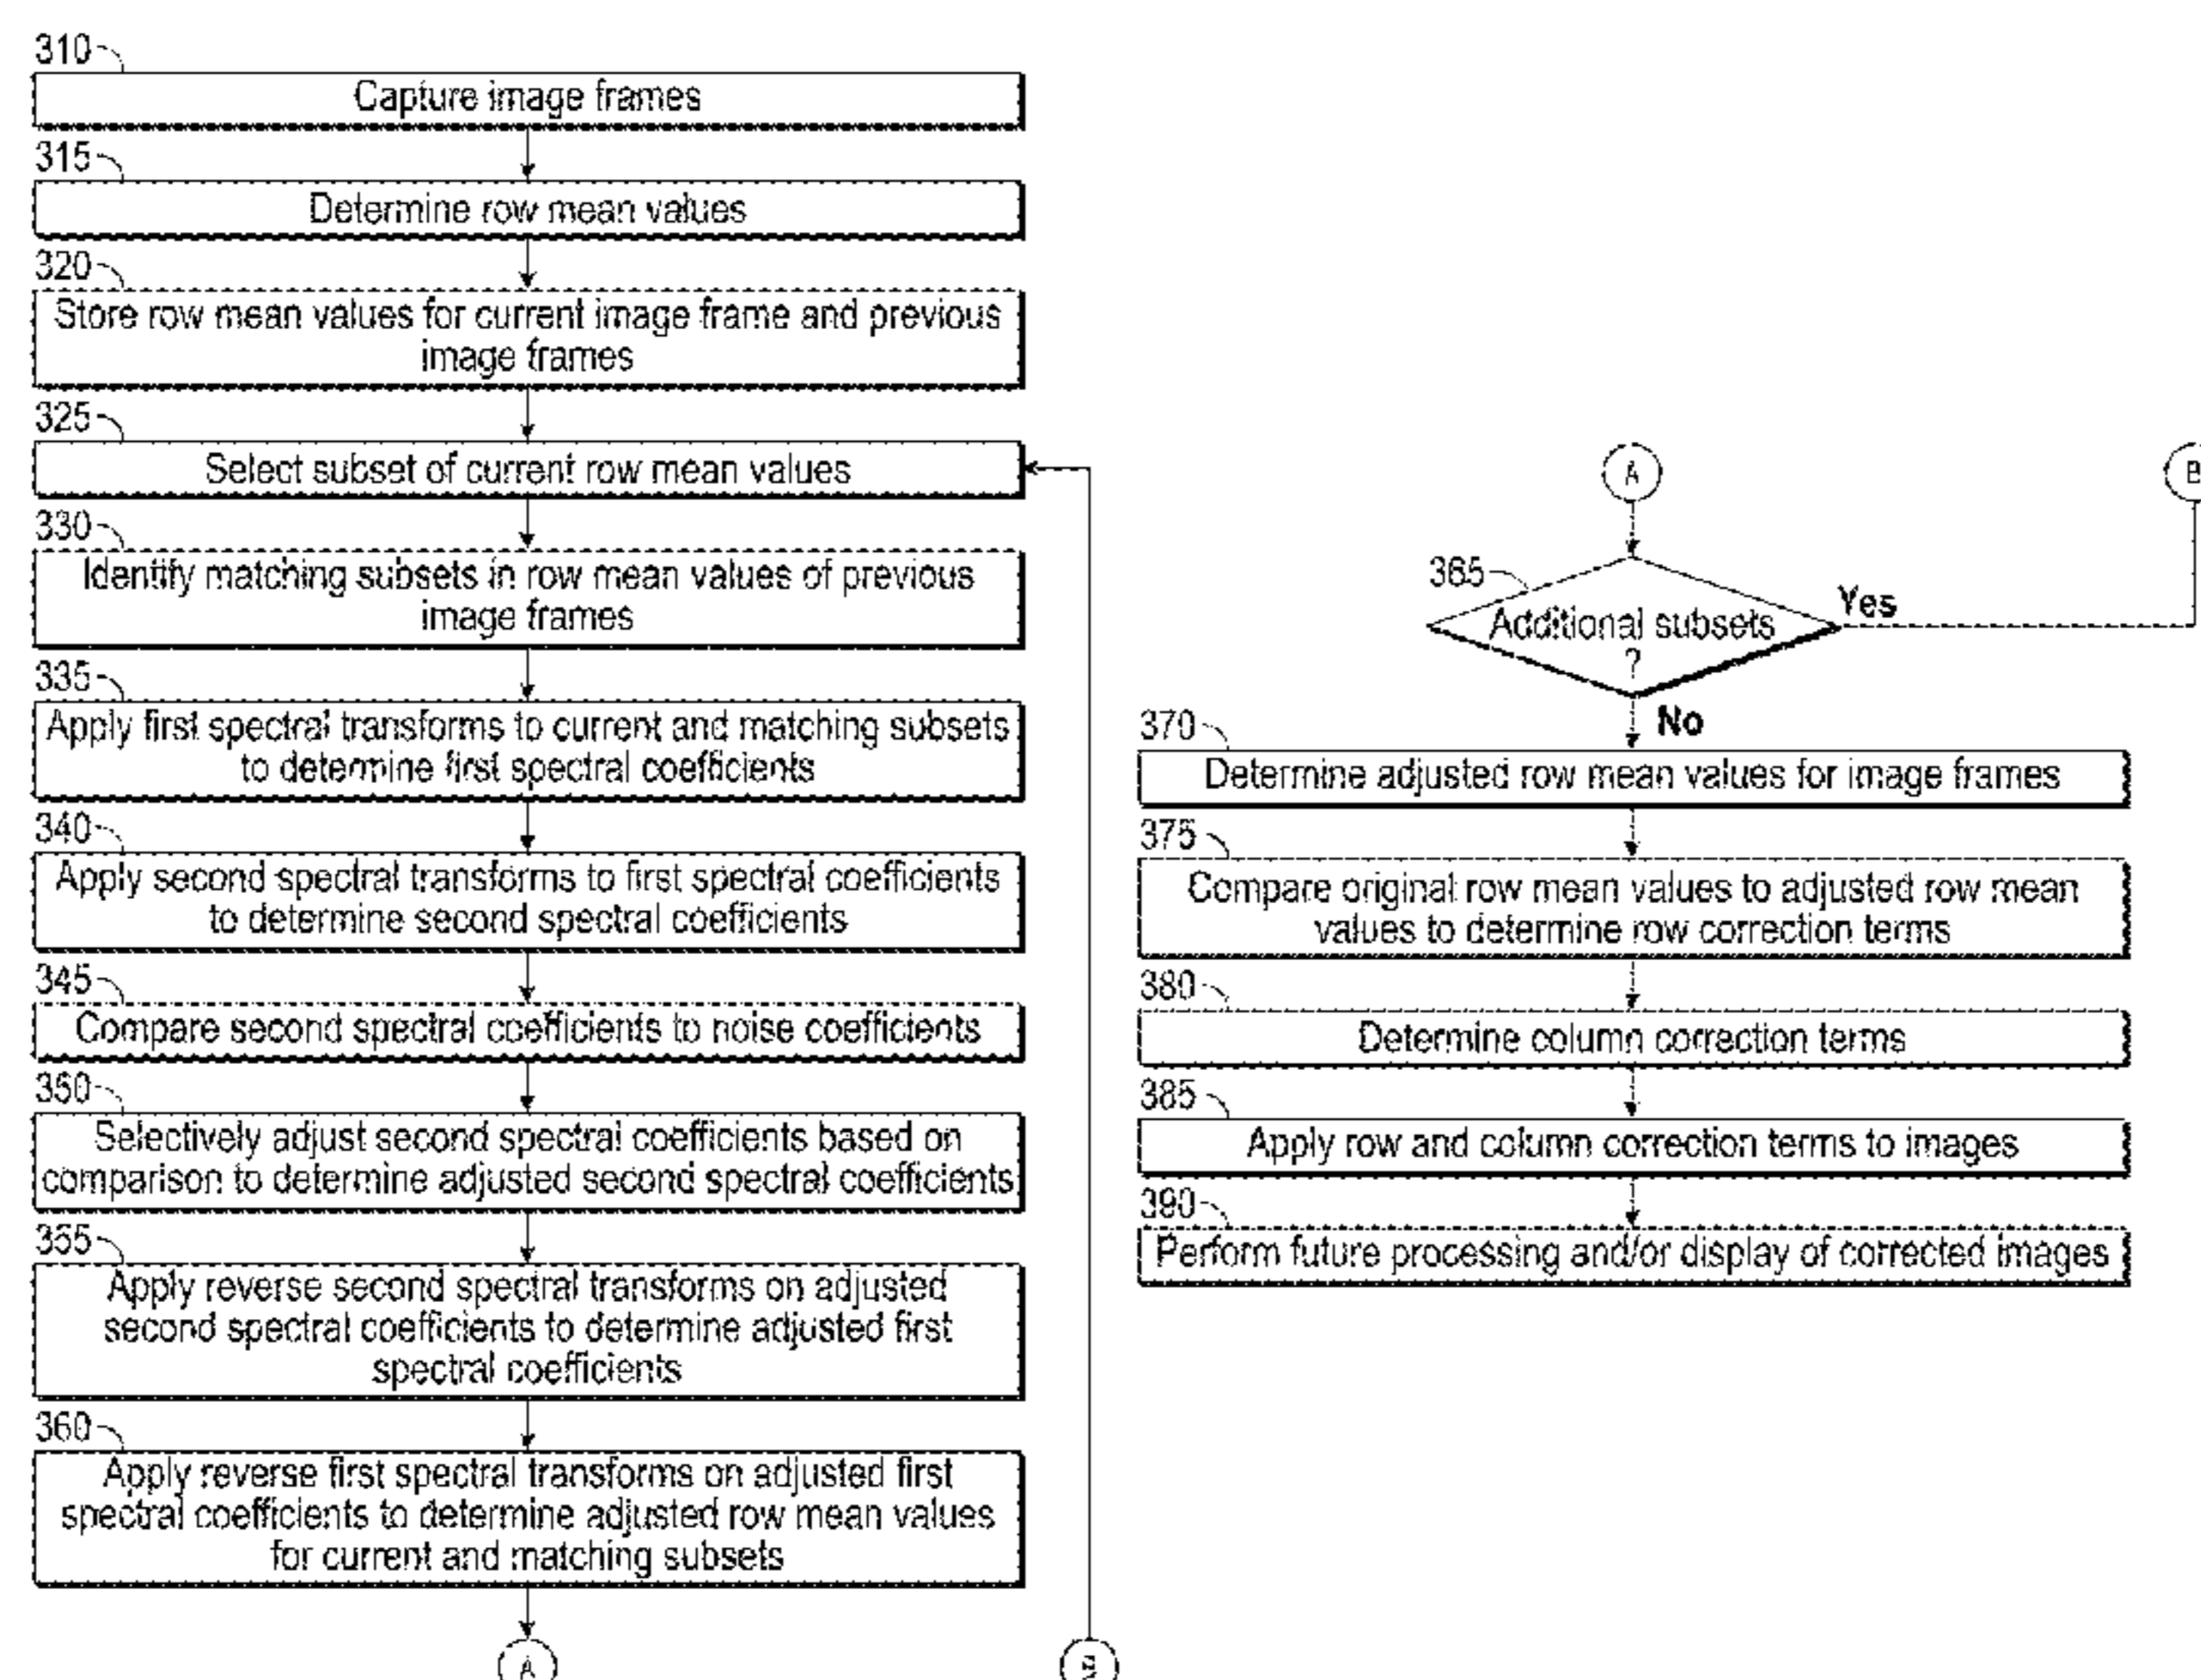 310
Capture image frames
315
Determine row mean values
320
Store row mean values for current image frame and previous
image frames
325
Select subset of current row mean values
330
Identify matching subsets in row mean values of previous
image frames
335
Apply first spectral transforms to current and matching subsets
to determine first spectral coefficients
340
Apply second spectral transforms to first spectral coefficients
to determine second spectral coefficients
345
Compare second spectral coefficients to noise coefficients
350
Selectively adjust second spectral coefficients based on
comparison to determine adjusted second spectral coefficients
355
Apply reverse second spectral transforms on adjusted
second spectral coefficients to determine adjusted first
spectral coefficients
360
Apply reverse first spectral transforms on adjusted first
spectral coefficients to determine adjusted row mean values
for current and matching subsets
A
B
A
B
365
Additional subsets
?
Yes
No
370
Determine adjusted row mean values for image frames
375
Compare original row mean values to adjusted row mean
values to determine row correction terms
380
Determine column correction terms
385
Apply row and column correction terms to images
390
Perform future processing and/or display of corrected images